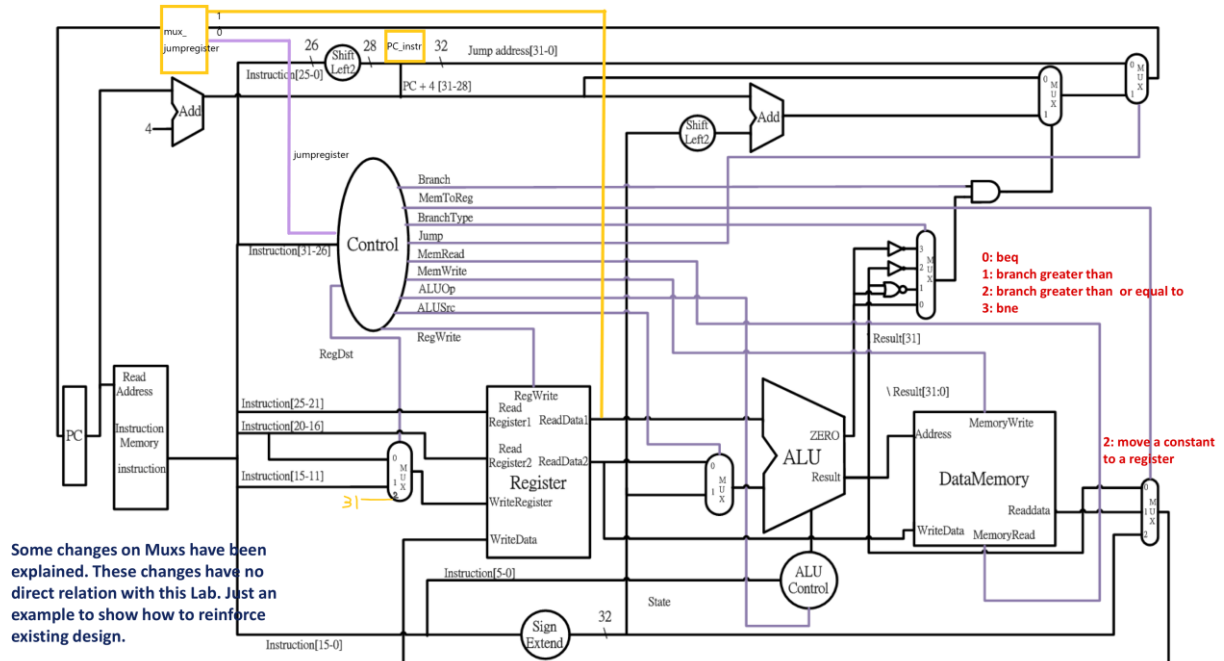 1
0
mux_
jumpregister
26
Shift
Left2
28
PC_instr
32
Jump address[31-0]
Instruction[25-0]
PC + 4 [31-28]
0
M
U
X
1
0
M
U
X
1
Add
4
Shift
Left2
Add
jumpregister
Control
Branch
MemToReg
BranchType
Jump
MemRead
MemWrite
ALUOp
ALUSrc
RegWrite
Instruction[31-26]
RegDst
3
2
1
0
M
U
X
0: beq
1: branch greater than
2: branch greater than or equal to
3: bne
\ Result[31]
\ Result[31:0]
PC
Read
Address
Instruction
Memory
instruction
Instruction[25-21]
Instruction[20-16]
Instruction[15-11]
0
M
U
X
1
2
31
RegWrite
Read
Register1
ReadData1
Read
Register2
ReadData2
Register
WriteRegister
WriteData
0
M
U
X
1
ZERO
ALU
Result
MemoryWrite
Address
DataMemory
Readdata
WriteData
MemoryRead
2: move a constant
to a register
0
M
U
X
1
2
Some changes on Muxs have been
explained. These changes have no
direct relation with this Lab. Just an
example to show how to reinforce
existing design.
Instruction[5-0]
ALU
Control
State
Sign
Extend
32
Instruction[15-0]